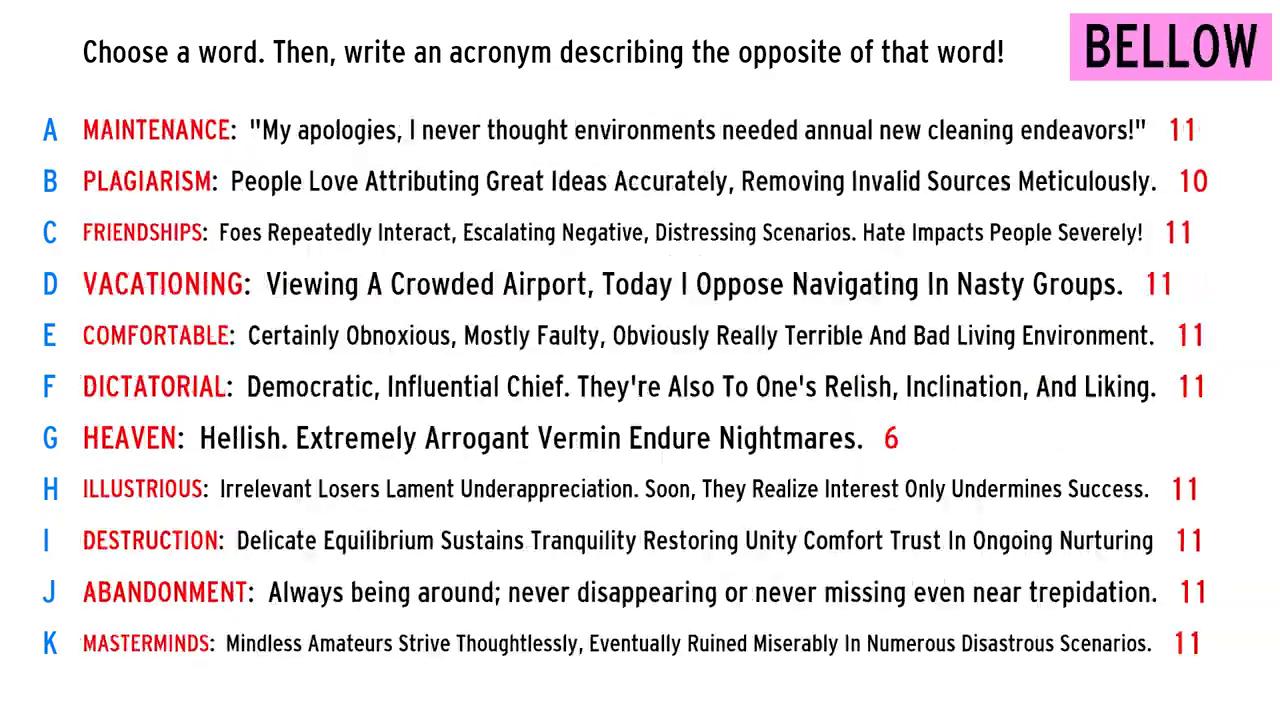 Choose a word. Then, write an acronym describing the opposite of that word!
BELLOW
A MAINTENANCE: "My apologies, I never thought environments needed annual new cleaning endeavors!" 11
B PLAGIARISM: People Love Attributing Great Ideas Accurately, Removing Invalid Sources Meticulously. 10
C FRIENDSHIPS: Foes Repeatedly Interact, Escalating Negative, Distressing Scenarios. Hate Impacts People Severely! 11
D VACATIONING: Viewing A Crowded Airport, Today I Oppose Navigating In Nasty Groups. 11
E COMFORTABLE: Certainly Obnoxious, Mostly Faulty, Obviously Really Terrible And Bad Living Environment. 11
F DICTATORIAL: Democratic, Influential Chief. They're Also To One's Relish, Inclination, And Liking. 11
G HEAVEN: Hellish. Extremely Arrogant Vermin Endure Nightmares. 6
H ILLUSTRIOUS: Irrelevant Losers Lament Underappreciation. Soon, They Realize Interest Only Undermines Success. 11
I DESTRUCTION: Delicate Equilibrium Sustains Tranquility Restoring Unity Comfort Trust In Ongoing Nurturing 11
J ABANDONMENT: Always being around; never disappearing or never missing even near trepidation. 11
K MASTERMINDS: Mindless Amateurs Strive Thoughtlessly, Eventually Ruined Miserably In Numerous Disastrous Scenarios. 11